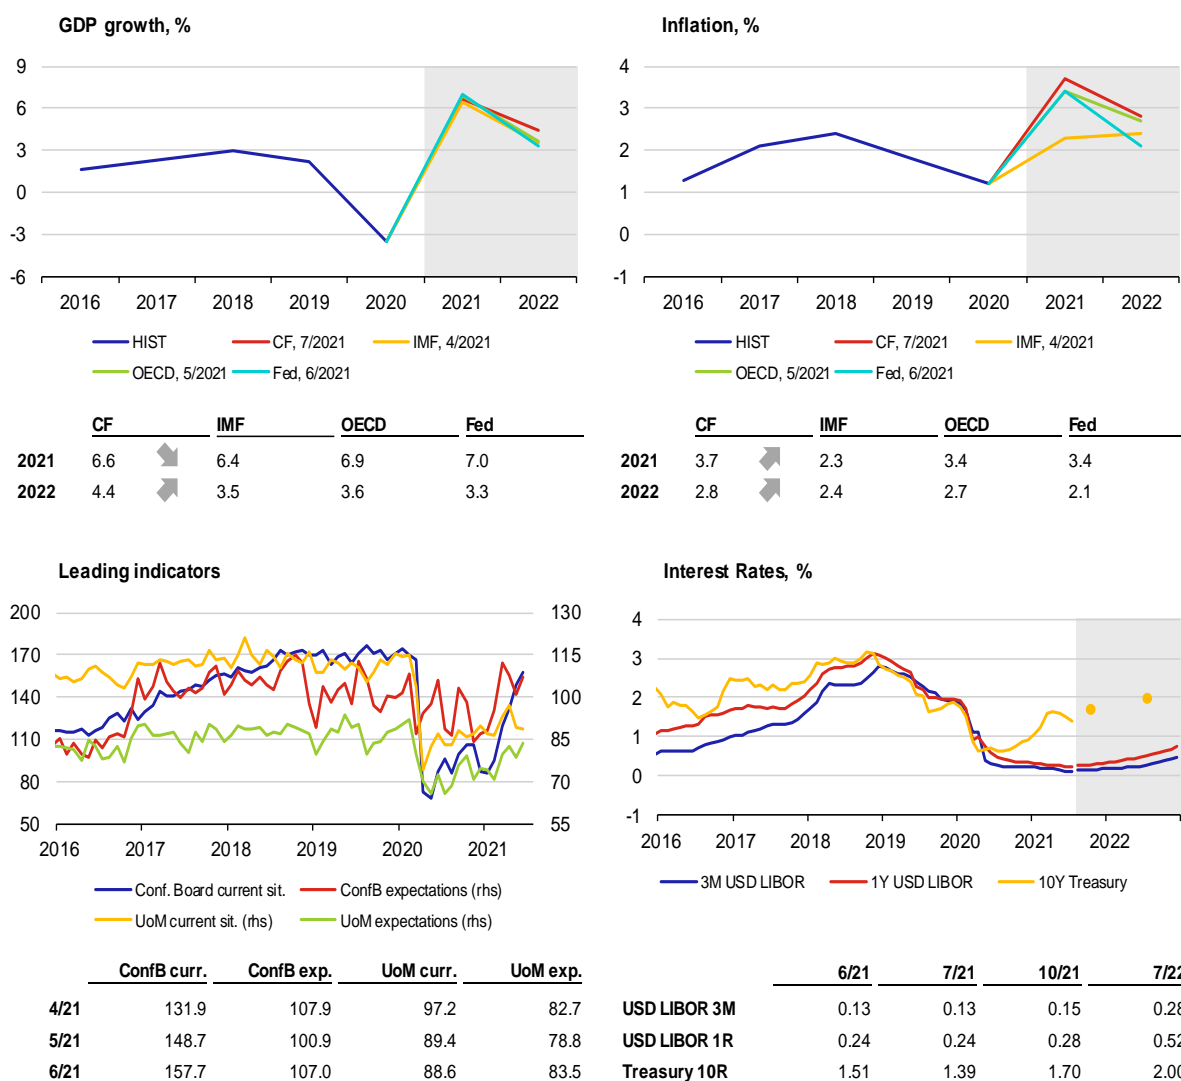 GDP growth, %
9
6
3
0
-3
-6
2016 2017 2018 2019 2020 2021 2022
HIST CF, 7/2021 IMF, 4/2021
OECD, 5/2021 Fed, 6/2021
CF IMF OECD Fed
2021 6.6 6.4 6.9 7.0
2022 4.4 3.5 3.6 3.3
Inflation, %
4
3
2
1
0
-1
2016 2017 2018 2019 2020 2021 2022
HIST CF, 7/2021 IMF, 4/2021
OECD, 5/2021 Fed, 6/2021
CF IMF OECD Fed
2021 3.7 2.3 3.4 3.4
2022 2.8 2.4 2.7 2.1
Leading indicators
200 130
170 115
140 100
110 85
80 70
50 55
2016 2017 2018 2019 2020 2021
Conf. Board current sit. ConfB expectations (rhs)
UoM current sit. (rhs) UoM expectations (rhs)
ConfB curr. ConfB exp. UoM curr. UoM exp.
4/21 131.9 107.9 97.2 82.7
5/21 148.7 100.9 89.4 78.8
6/21 157.7 107.0 88.6 83.5
Interest Rates, %
4
3
2
1
0
-1
2016 2017 2018 2019 2020 2021 2022
3M USD LIBOR 1Y USD LIBOR 10Y Treasury
6/21 7/21 10/21 7/22
USD LIBOR 3M 0.13 0.13 0.15 0.28
USD LIBOR 1R 0.24 0.24 0.28 0.52
Treasury 10R 1.51 1.39 1.70 2.00